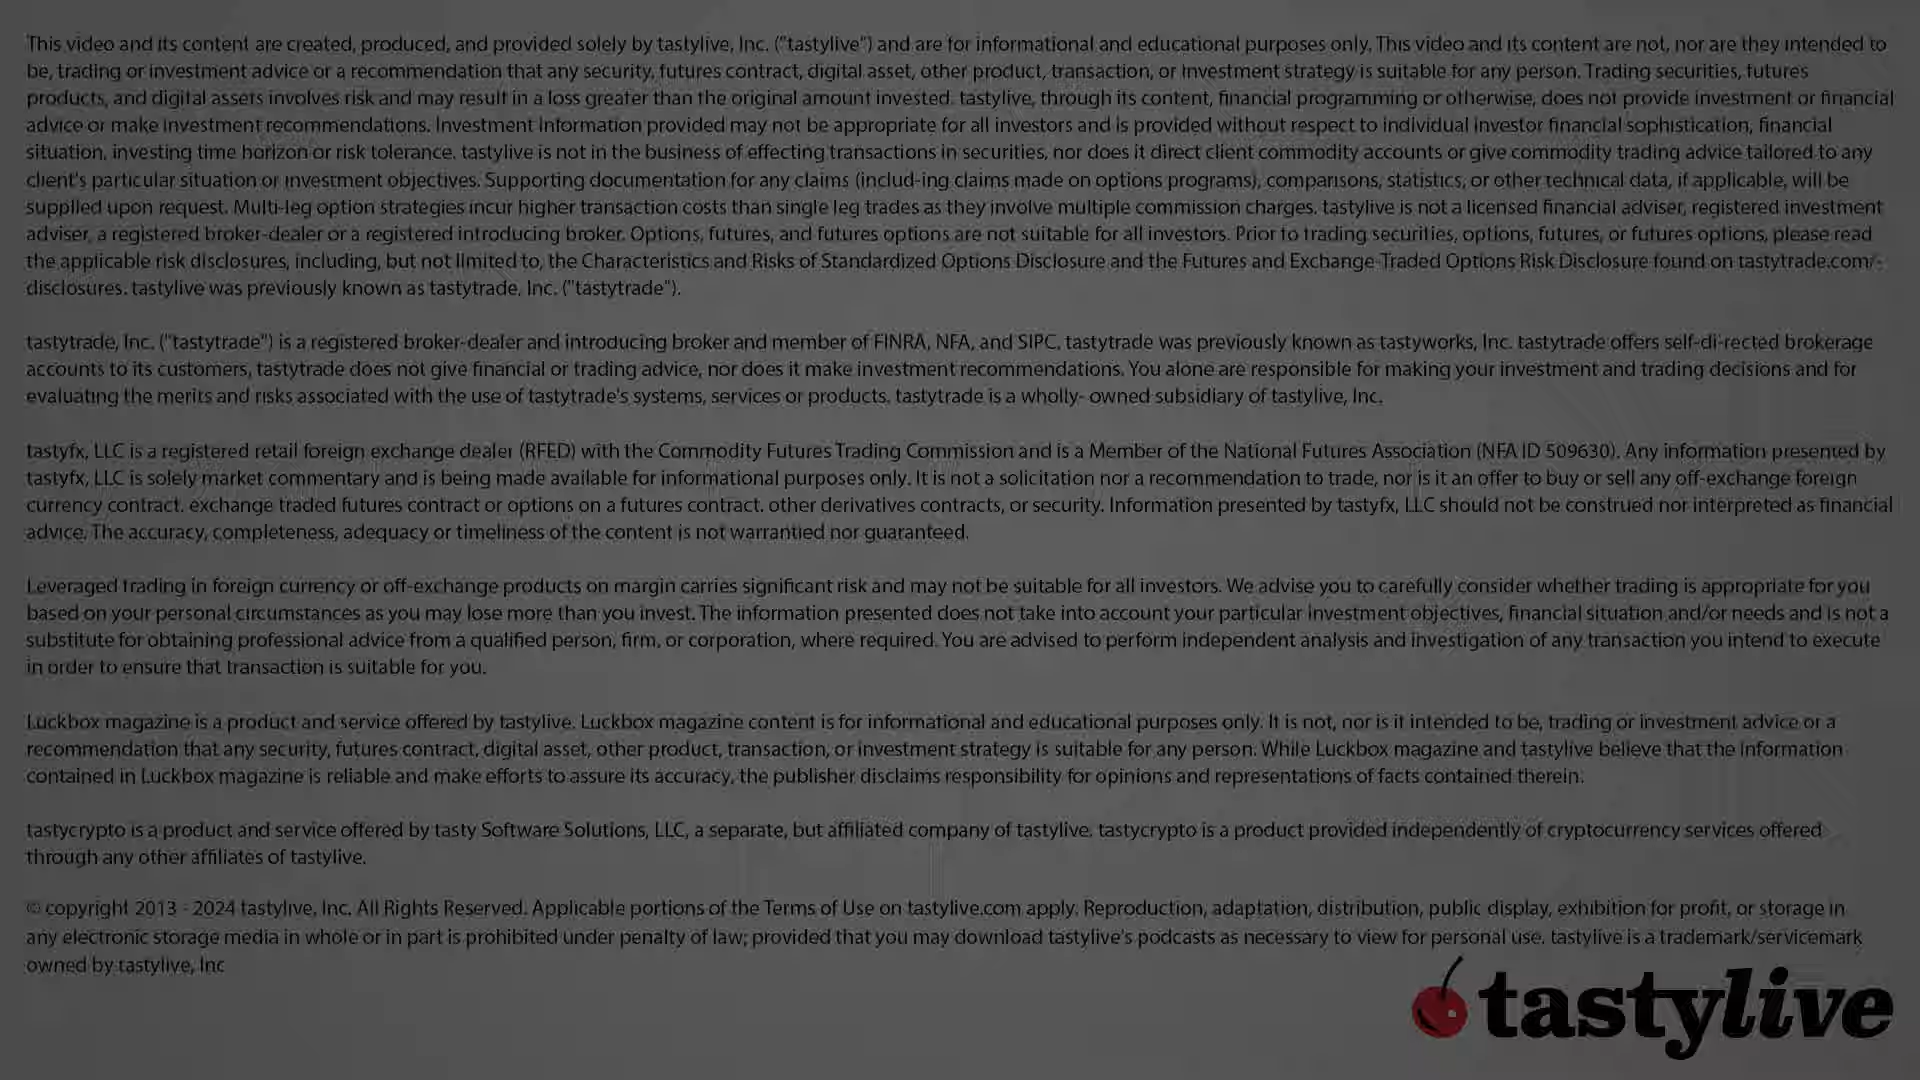 This video and its content are created, produced, and provided solely by tastylive, Inc. ("tastylive") and are for informational and educational purposes only. This video and its content are not, nor are they intended to
be, trading or investment advice or a recommendation that any security, futures contract, digital asset, other product, transaction, or investment strategy is suitable for any person. Trading securities, futures
products, and digital assets involves risk and may result in a loss greater than the original amount invested. tastylive, through its content, financial programming or otherwise, does not provide investment or financial
advice or make investment recommendations. Investment information provided may not be appropriate for all investors and is provided without respect to individual investor financial sophistication, financial
situation, investing time horizon or risk tolerance. tastylive is not in the business of effecting transactions in securities, nor does it direct client commodity accounts or give commodity trading advice tailored to any
client's particular situation or investment objectives. Supporting documentation for any claims (includ-ing claims made on options programs), comparisons, statistics, or other technical data, if applicable, will be
supplied upon request. Multi-leg option strategies incur higher transaction costs than single leg trades as they involve multiple commission charges. tastylive is not a licensed financial adviser, registered investment
adviser, a registered broker-dealer or a registered introducing broker. Options, futures, and futures options are not suitable for all investors. Prior to trading securities, options, futures, or futures options, please read
the applicable risk disclosures, including, but not limited to, the Characteristics and Risks of Standardized Options Disclosure and the Futures and Exchange-Traded Options Risk Disclosure found on tastytrade.com/-
disclosures. tastylive was previously known as tastytrade, Inc. ("tastytrade").
tastytrade, Inc. ("tastytrade") is a registered broker-dealer and introducing broker and member of FINRA, NFA, and SIPC. tastytrade was previously known as tastyworks, Inc. tastytrade offers self-di-rected brokerage
accounts to its customers, tastytrade does not give financial or trading advice, nor does it make investment recommendations. You alone are responsible for making your investment and trading decisions and for
evaluating the merits and risks associated with the use of tastytrade's systems, services or products. tastytrade is a wholly- owned subsidiary of tastylive, Inc.
tastyfx, LLC is a registered retail foreign exchange dealer (RFED) with the Commodity Futures Trading Commission and is a Member of the National Futures Association (NFA ID 509630). Any information presented by
tastyfx, LLC is solely market commentary and is being made available for informational purposes only. It is not a solicitation nor a recommendation to trade, nor is it an offer to buy or sell any off-exchange foreign
currency contract, exchange traded futures contract or options on a futures contract, other derivatives contracts, or security. Information presented by tastyfx, LLC should not be construed nor interpreted as financial
advice. The accuracy, completeness, adequacy or timeliness of the content is not warrantied nor guaranteed.
Leveraged trading in foreign currency or off-exchange products on margin carries significant risk and may not be suitable for all investors. We advise you to carefully consider whether trading is appropriate for you
based on your personal circumstances as you may lose more than you invest. The information presented does not take into account your particular investment objectives, financial situation and/or needs and is not a
substitute for obtaining professional advice from a qualified person, firm, or corporation, where required. You are advised to perform independent analysis and investigation of any transaction you intend to execute
in order to ensure that transaction is suitable for you.
Luckbox magazine is a product and service offered by tastylive. Luckbox magazine content is for informational and educational purposes only. It is not, nor is it intended to be, trading or investment advice or a
recommendation that any security, futures contract, digital asset, other product, transaction, or investment strategy is suitable for any person. While Luckbox magazine and tastylive believe that the information
contained in Luckbox magazine is reliable and make efforts to assure its accuracy, the publisher disclaims responsibility for opinions and representations of facts contained therein.
tastycrypto is a product and service offered by tasty Software Solutions, LLC, a separate, but affiliated company of tastylive. tastycrypto is a product provided independently of cryptocurrency services offered
through any other affiliates of tastylive.
© copyright 2013 - 2024 tastylive, Inc. All Rights Reserved. Applicable portions of the Terms of Use on tastylive.com apply. Reproduction, adaptation, distribution, public display, exhibition for profit, or storage in
any electronic storage media in whole or in part is prohibited under penalty of law; provided that you may download tastylive's podcasts as necessary to view for personal use. tastylive is a trademark/servicemark
owned by tastylive, Inc
tastylive